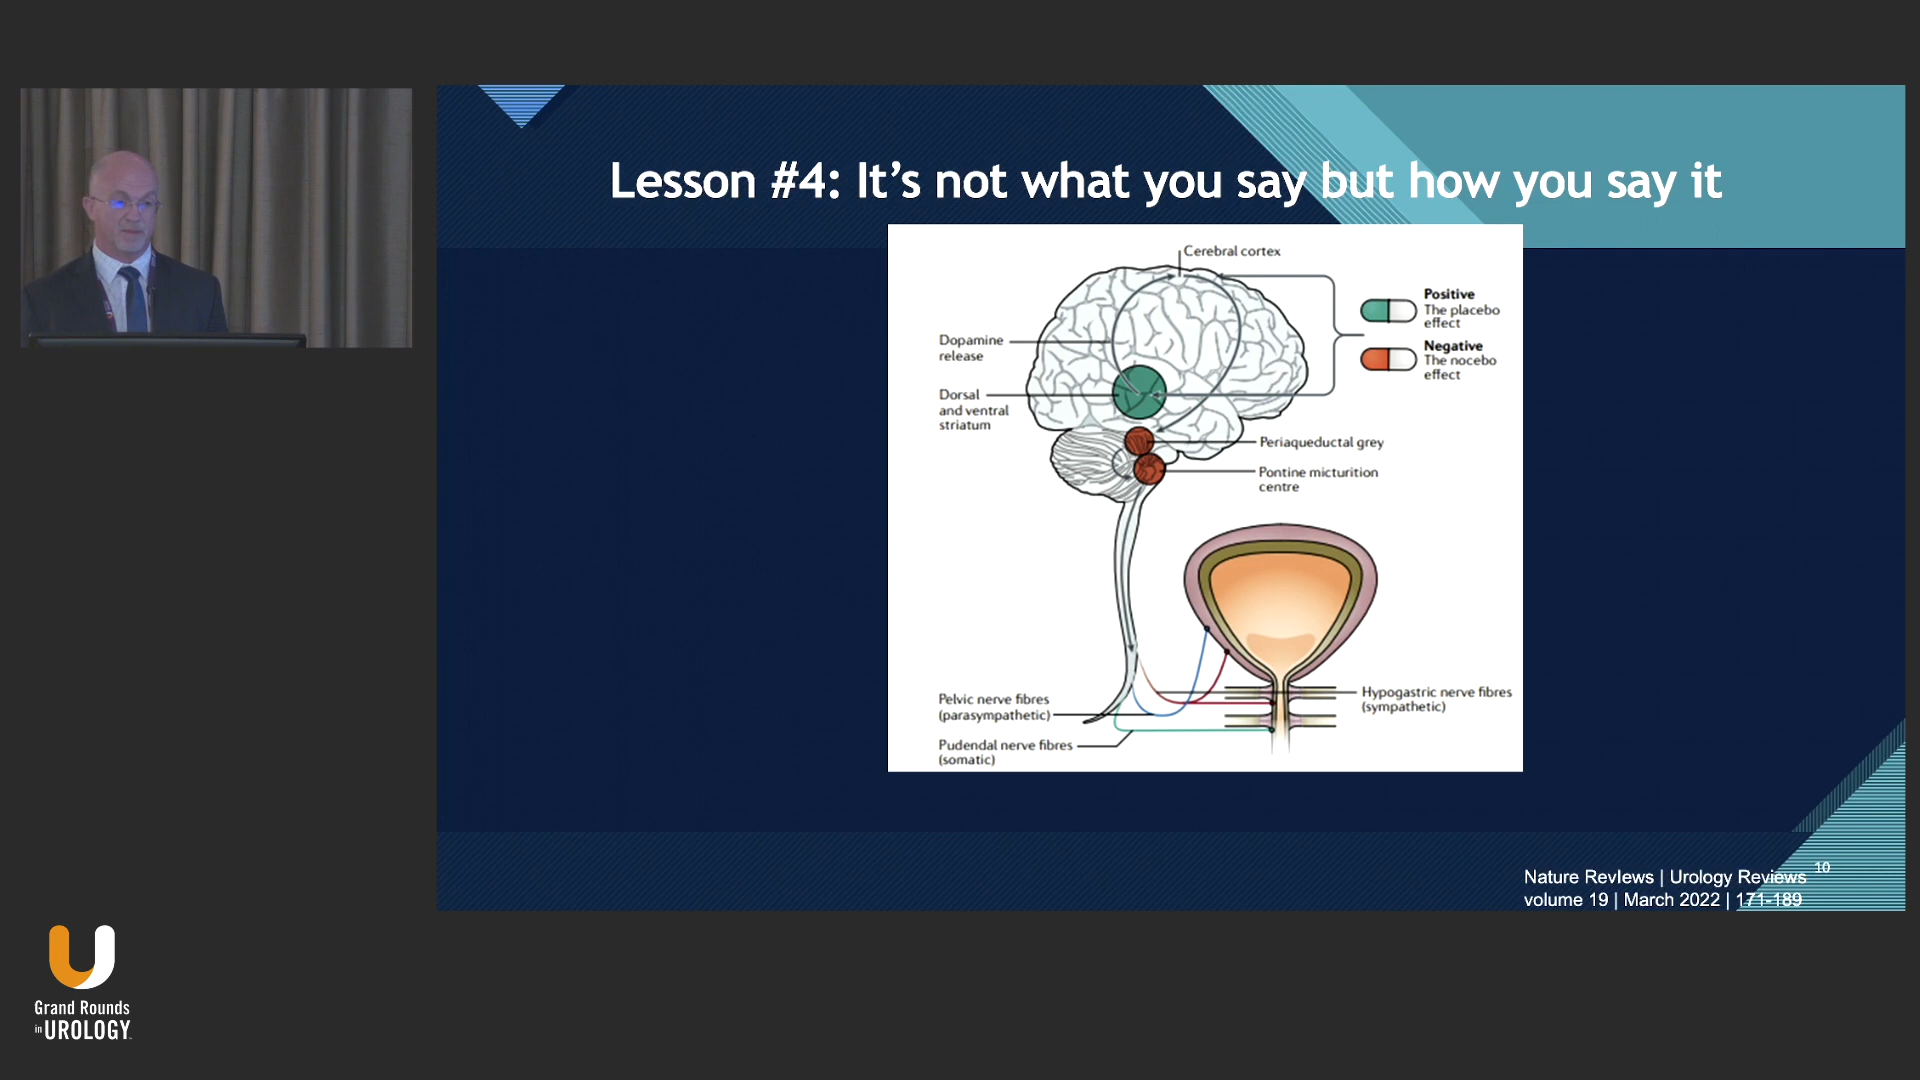 Lesson #4: It’s not what you say but how you say it
Cerebral cortex
Positive
The placebo
effect
Negative
The nocebo
effect
Dopamine
release
Dorsal
and ventral
striatum
Periaqueductal grey
Pontine micturition
centre
Pelvic nerve fibres
(parasympathetic)
Hypogastric nerve fibres
(sympathetic)
Pudendal nerve fibres
(somatic)
10
Nature Reviews | Urology Reviews
volume 19 | March 2022 | 171-189
Grand Rounds
in UROLOGY